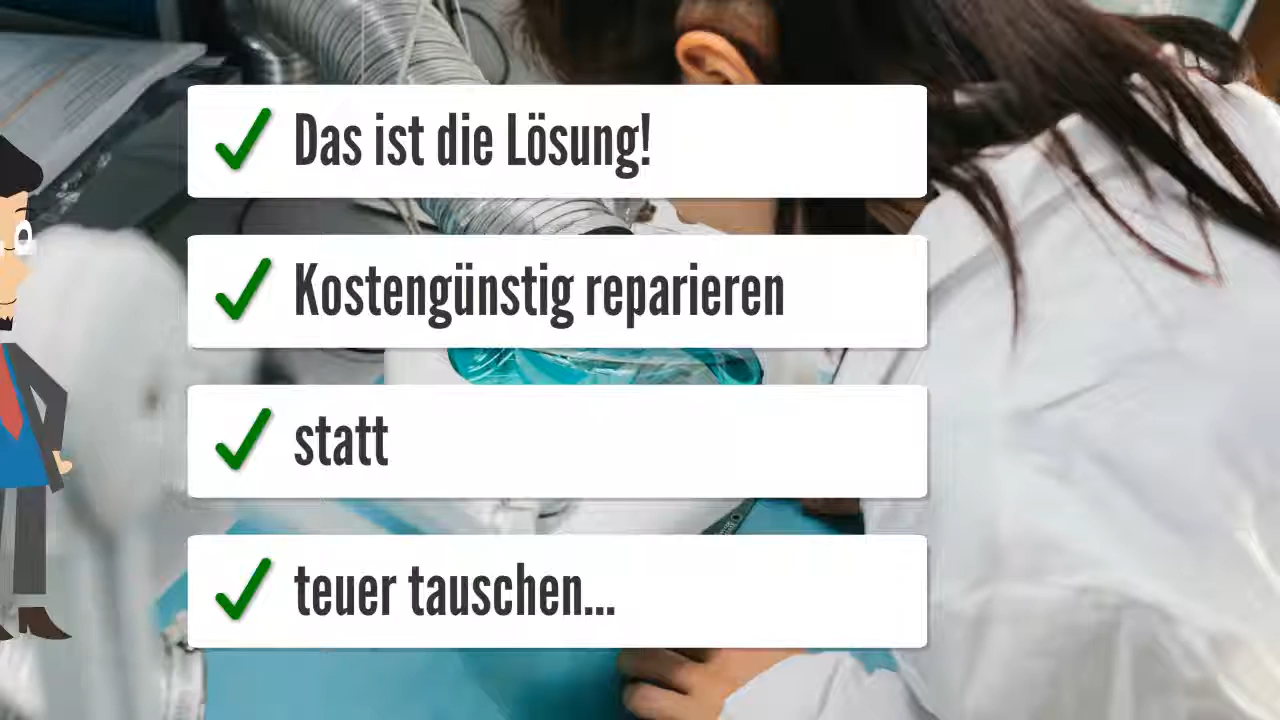 Das ist die Lösung!
Kostengünstig reparieren
statt
teuer tauschen...